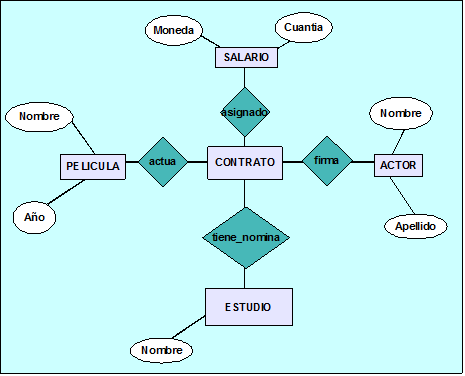 Moneda
Cuantia
SALARIO
asignado
Nombre
Nombre
PELICULA
actua
CONTRATO
firma
ACTOR
Año
Apellido
tiene_nomina
ESTUDIO
Nombre